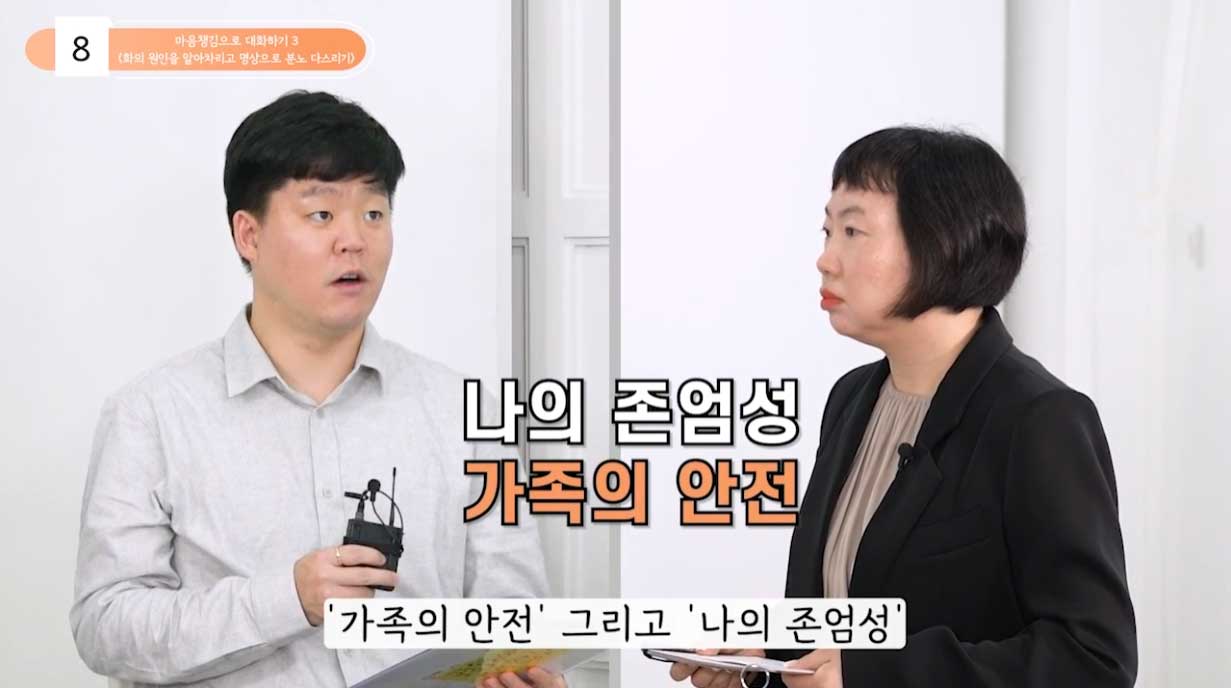 8
마음챙김으로 대화하기 3
(화의 원인을 알아차리고 명상으로 분노 다스리기)
나의 존엄성
가족의 안전
'가족의 안전' 그리고 '나의 존엄성'